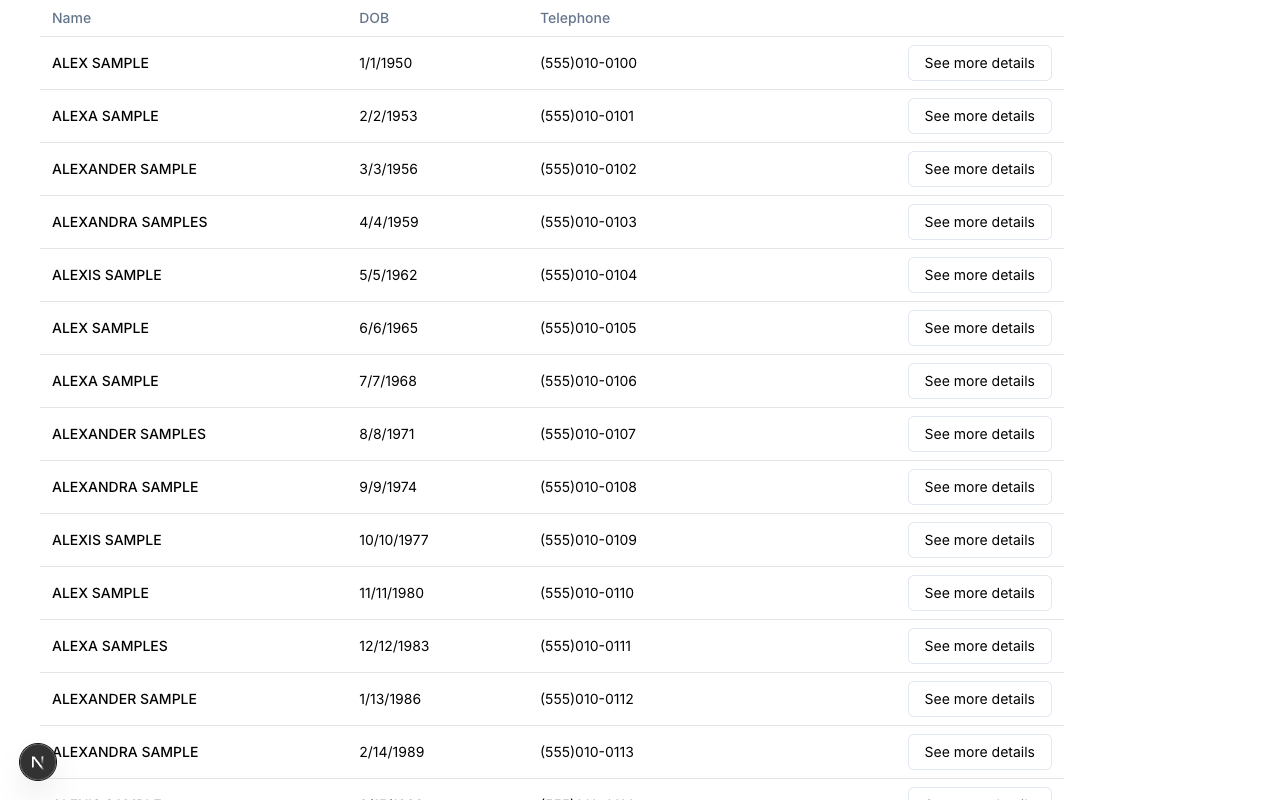 Name DOB Telephone
ALEX SAMPLE 1/1/1950 (555)010-0100 See more details
ALEXA SAMPLE 2/2/1953 (555)010-0101 See more details
ALEXANDER SAMPLE 3/3/1956 (555)010-0102 See more details
ALEXANDRA SAMPLES 4/4/1959 (555)010-0103 See more details
ALEXIS SAMPLE 5/5/1962 (555)010-0104 See more details
ALEX SAMPLE 6/6/1965 (555)010-0105 See more details
ALEXA SAMPLE 7/7/1968 (555)010-0106 See more details
ALEXANDER SAMPLES 8/8/1971 (555)010-0107 See more details
ALEXANDRA SAMPLE 9/9/1974 (555)010-0108 See more details
ALEXIS SAMPLE 10/10/1977 (555)010-0109 See more details
ALEX SAMPLE 11/11/1980 (555)010-0110 See more details
ALEXA SAMPLES 12/12/1983 (555)010-0111 See more details
ALEXANDER SAMPLE 1/13/1986 (555)010-0112 See more details
ALEXANDRA SAMPLE 2/14/1989 (555)010-0113 See more details
N